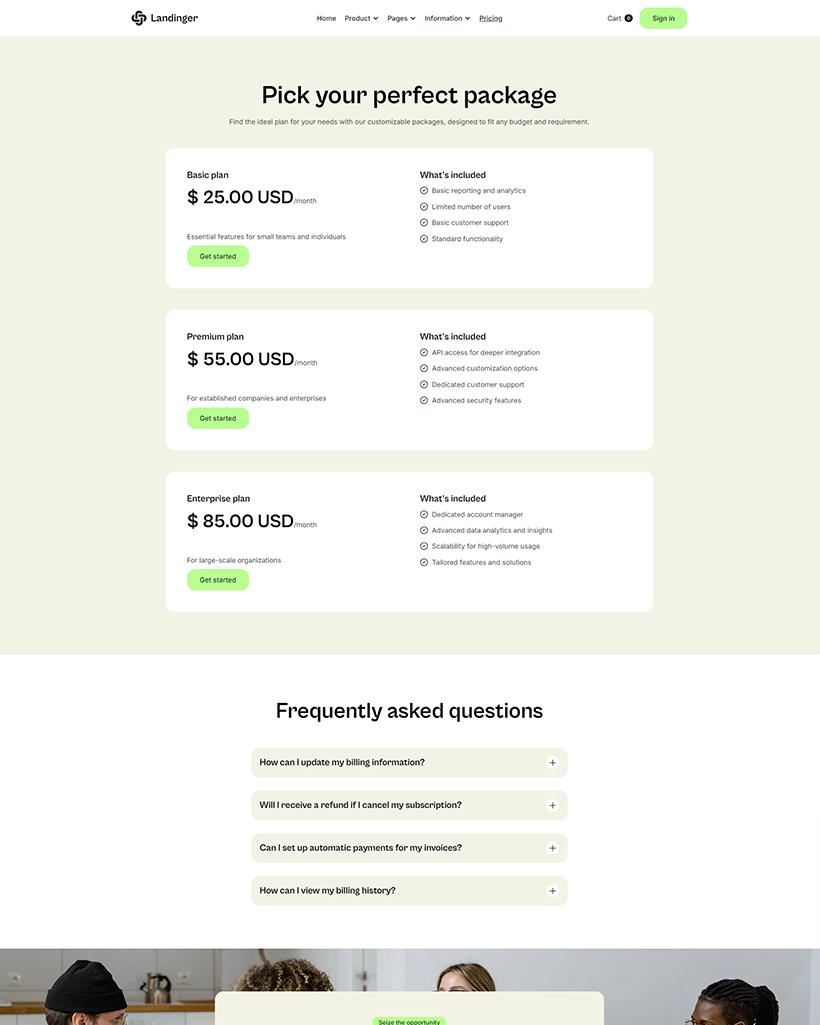 Landinger
Home Product Pages Information Pricing
Cart 0 Sign in
Pick your perfect package
Find the ideal plan for your needs with our customizable packages, designed to fit any budget and requirement.
Basic plan
$ 25.00 USD/month
Essential features for small teams and individuals
Get started
What's included
Basic reporting and analytics
Limited number of users
Basic customer support
Standard functionality
Premium plan
$ 55.00 USD/month
For established companies and enterprises
Get started
What's included
API access for deeper integration
Advanced customization options
Dedicated customer support
Advanced security features
Enterprise plan
$ 85.00 USD/month
For large-scale organizations
Get started
What's included
Dedicated account manager
Advanced data analytics and insights
Scalability for high-volume usage
Tailored features and solutions
Frequently asked questions
How can I update my billing information?
Will I receive a refund if I cancel my subscription?
Can I set up automatic payments for my invoices?
How can I view my billing history?
Seize the opportunity